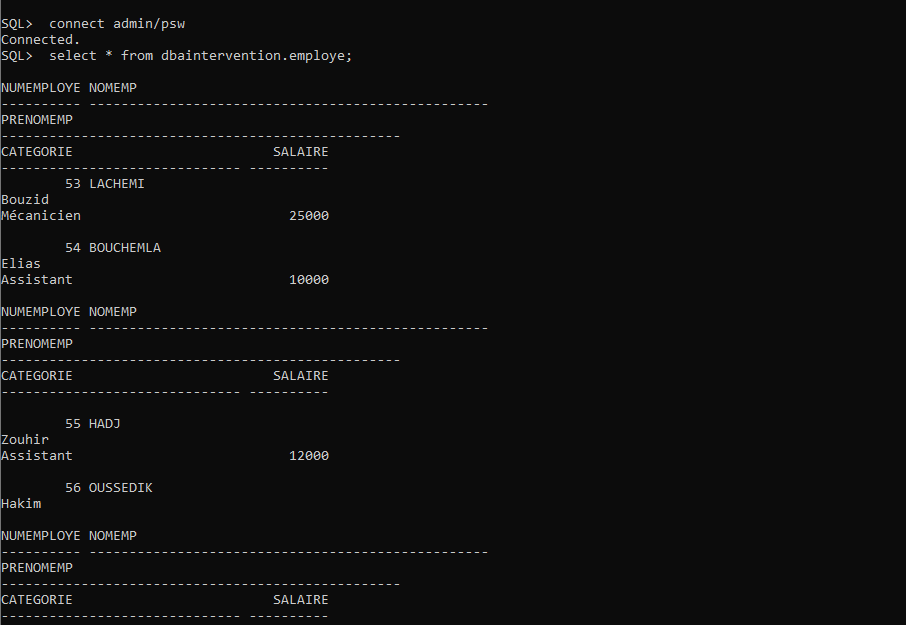 SQL>  connect admin/psw
Connected.
SQL>  select * from dbaintervention.employe;
NUMEMPLOYE NOMEMP
---------- --------------------------------------------------
PRENOMEMP
--------------------------------------------------
CATEGORIE                         SALAIRE
------------------------------ ----------
        53 LACHEMI
Bouzid
Mécanicien                          25000
        54 BOUCHEMLA
Elias
Assistant                           10000
NUMEMPLOYE NOMEMP
---------- --------------------------------------------------
PRENOMEMP
--------------------------------------------------
CATEGORIE                         SALAIRE
------------------------------ ----------
        55 HADJ
Zouhir
Assistant                           12000
        56 OUSSEDIK
Hakim
NUMEMPLOYE NOMEMP
---------- --------------------------------------------------
PRENOMEMP
--------------------------------------------------
CATEGORIE                         SALAIRE
------------------------------ ----------